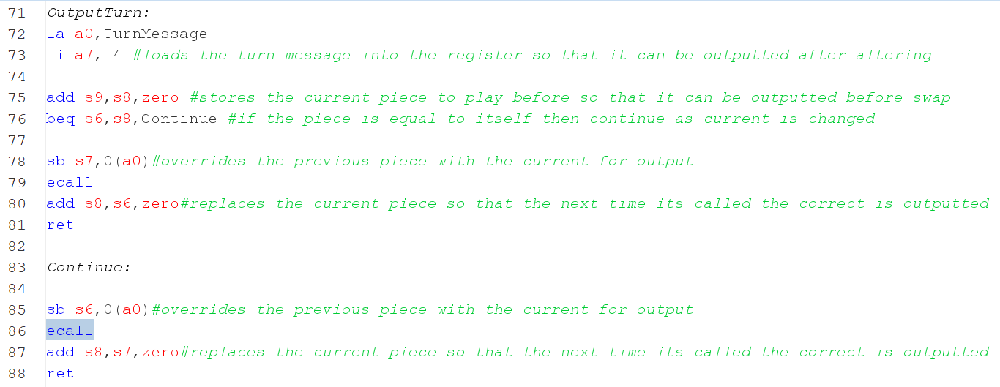 71 OutputTurn:
72 la a0,TurnMessage
73 li a7, 4 #loads the turn message into the register so that it can be outputted after altering
74
75 add s9,s8,zero #stores the current piece to play before so that it can be outputted before swap
76 beq s6,s8,Continue #if the piece is equal to itself then continue as current is changed
77
78 sb s7,0(a0)#overrides the previous piece with the current for output
79 ecall
80 add s8,s6,zero#replaces the current piece so that the next time its called the correct is outputted
81 ret
82
83 Continue:
84
85 sb s6,0(a0)#overrides the previous piece with the current for output
86 ecall
87 add s8,s7,zero#replaces the current piece so that the next time its called the correct is outputted
88 ret